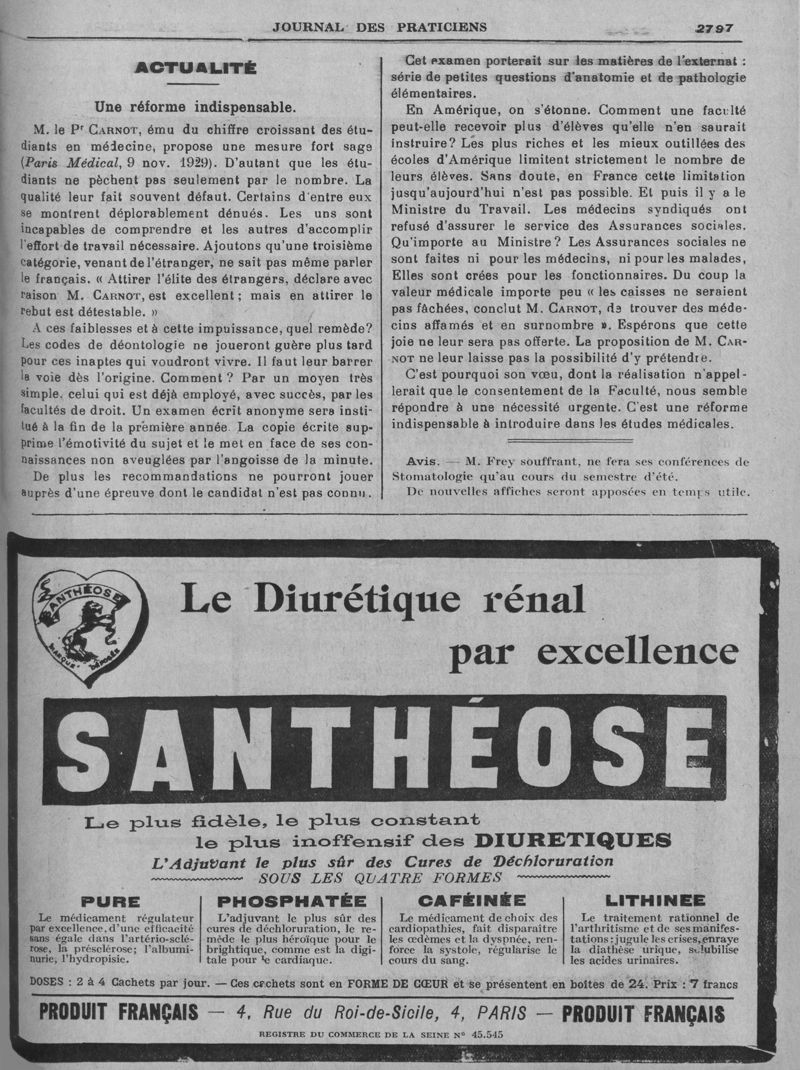 JOURNAL DES PRATICIENS 2797
ACTUALITÉ
Une réforme indispensable.
M. le Pr CARNOT, ému du chiffre croissant des étu-
diants en médecine, propose une mesure fort sage
(Paris Médical, 9 nov. 1929). D'autant que les étu-
diants ne pèchent pas seulement par le nombre. La
qualité leur fait souvent défaut. Certains d'entre eux
se montrent déplorablement dénués. Les uns sont
incapables de comprendre et les autres d'accomplir
l'effort de travail nécessaire. Ajoutons qu'une troisième
catégorie, venant de l'étranger, ne sait pas même parler
le français. « Attirer l'élite des étrangers, déclare avec
raison M. CARNOT, est excellent ; mais en attirer le
rebut est détestable. »
A ces faiblesses et à cette impuissance, quel remède?
Les codes de déontologie ne joueront guère plus tard
pour ces inaptes qui voudront vivre. Il faut leur barrer
la voie dès l'origine. Comment ? Par un moyen très
simple, celui qui est déjà employé, avec succès, par les
facultés de droit. Un examen écrit anonyme sera insti-
tué à la fin de la première année. La copie écrite sup-
prime l'émotivité du sujet et le met en face de ses con-
naissances non aveuglées par l'angoisse de la minute.
De plus les recommandations ne pourront jouer
auprès d'une épreuve dont le candidat n'est pas connu.
Cet examen porterait sur les matières de l'externat :
série de petites questions d'anatomie et de pathologie
élémentaires.
En Amérique, on s'étonne. Comment une faculté
peut-elle recevoir plus d'élèves qu'elle n'en saurait
instruire? Les plus riches et les mieux outillées des
écoles d'Amérique limitent strictement le nombre de
leurs élèves. Sans doute, en France cette limitation
jusqu'aujourd'hui n'est pas possible. Et puis il y a le
Ministre du Travail. Les médecins syndiqués ont
refusé d'assurer le service des Assurances sociales.
Qu'importe au Ministre? Les Assurances sociales ne
sont faites ni pour les médecins, ni pour les malades,
Elles sont crées pour les fonctionnaires. Du coup la
valeur médicale importe peu « les caisses ne seraient
pas fâchées, conclut M. CARNOT, de trouver des méde-
cins affamés et en surnombre ». Espérons que cette
joie ne leur sera pas offerte. La proposition de M. CAR-
NOT ne leur laisse pas la possibilité d'y prétendre.
C'est pourquoi son vœu, dont la réalisation n'appel-
lerait que le consentement de la Faculté, nous semble
répondre à une nécessité urgente. C'est une réforme
indispensable à introduire dans les études médicales.
Avis. — M. Frey souffrant, ne fera ses conférences de
Stomatologie qu'au cours du semestre d'été.
De nouvelles affiches seront apposées en temps utile.
SANTHÉOSE
MARQUE DÉPOSÉE
Le Diurétique rénal
par excellence
SANTHÉOSE
Le plus fidèle, le plus constant
le plus inoffensif des DIURETIQUES
L'Adjuvant le plus sûr des Cures de Déchloruration
SOUS LES QUATRE FORMES
PURE
Le médicament régulateur
par excellence, d'une efficacité
sans égale dans l'artério-sclé-
rose, la présclérose; l'albumi-
nurie, l'hydropisie.
PHOSPHATÉE
L'adjuvant le plus sûr des
cures de déchloruration, le re-
mède le plus héroïque pour le
brightique, comme est la digi-
tale pour le cardiaque.
CAFÉINÉE
Le médicament de choix des
cardiopathies, fait disparaître
les œdèmes et la dyspnée, ren-
force la systole, régularise le
cours du sang.
LITHINEE
Le traitement rationnel de
l'arthritisme et de ses manifes-
tations : jugule les crises, enraye
la diathèse urique, solubilise
les acides urinaires.
DOSES : 2 à 4 Cachets par jour. — Ces cachets sont en FORME DE CŒUR et se présentent en boîtes de 24. Prix : 7 francs
PRODUIT FRANÇAIS — 4, Rue du Roi-de-Sicile, 4, PARIS — PRODUIT FRANÇAIS
REGISTRE DU COMMERCE DE LA SEINE No 45.545